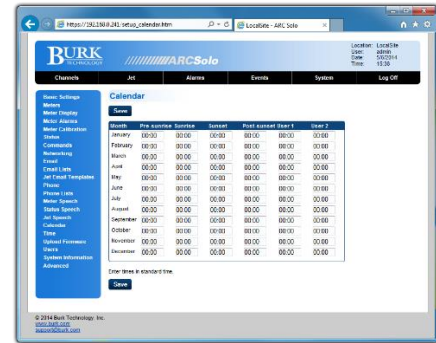 https://192.168.0.241-setup_calendar.htm
LocalSite - ARC Solo
BURK
TECHNOLOGY
ARCSolo
Location: LocalSite
User: admin
Date: 5/6/2014
Time: 15:36
Channels Jet Alarms Events System Log Off
Basic Settings
Meters
Meter Display
Meter Alarms
Meter Calibration
Status
Commands
Networking
Email
Email Lists
Jet Email Templates
Phone
Phone Lists
Meter Speech
Status Speech
Jet Speech
Calendar
Time
Upload Firmware
Users
System Information
Advanced
Calendar
Save
Month Pre sunrise Sunrise Sunset Post sunset User 1 User 2
January 00:00 00:00 00:00 00:00 00:00 00:00
February 00:00 00:00 00:00 00:00 00:00 00:00
March 00:00 00:00 00:00 00:00 00:00 00:00
April 00:00 00:00 00:00 00:00 00:00 00:00
May 00:00 00:00 00:00 00:00 00:00 00:00
June 00:00 00:00 00:00 00:00 00:00 00:00
July 00:00 00:00 00:00 00:00 00:00 00:00
August 00:00 00:00 00:00 00:00 00:00 00:00
September 00:00 00:00 00:00 00:00 00:00 00:00
October 00:00 00:00 00:00 00:00 00:00 00:00
November 00:00 00:00 00:00 00:00 00:00 00:00
December 00:00 00:00 00:00 00:00 00:00 00:00
Enter times in standard time.
Save
© 2014 Burk Technology, Inc.
www.burk.com
support@burk.com